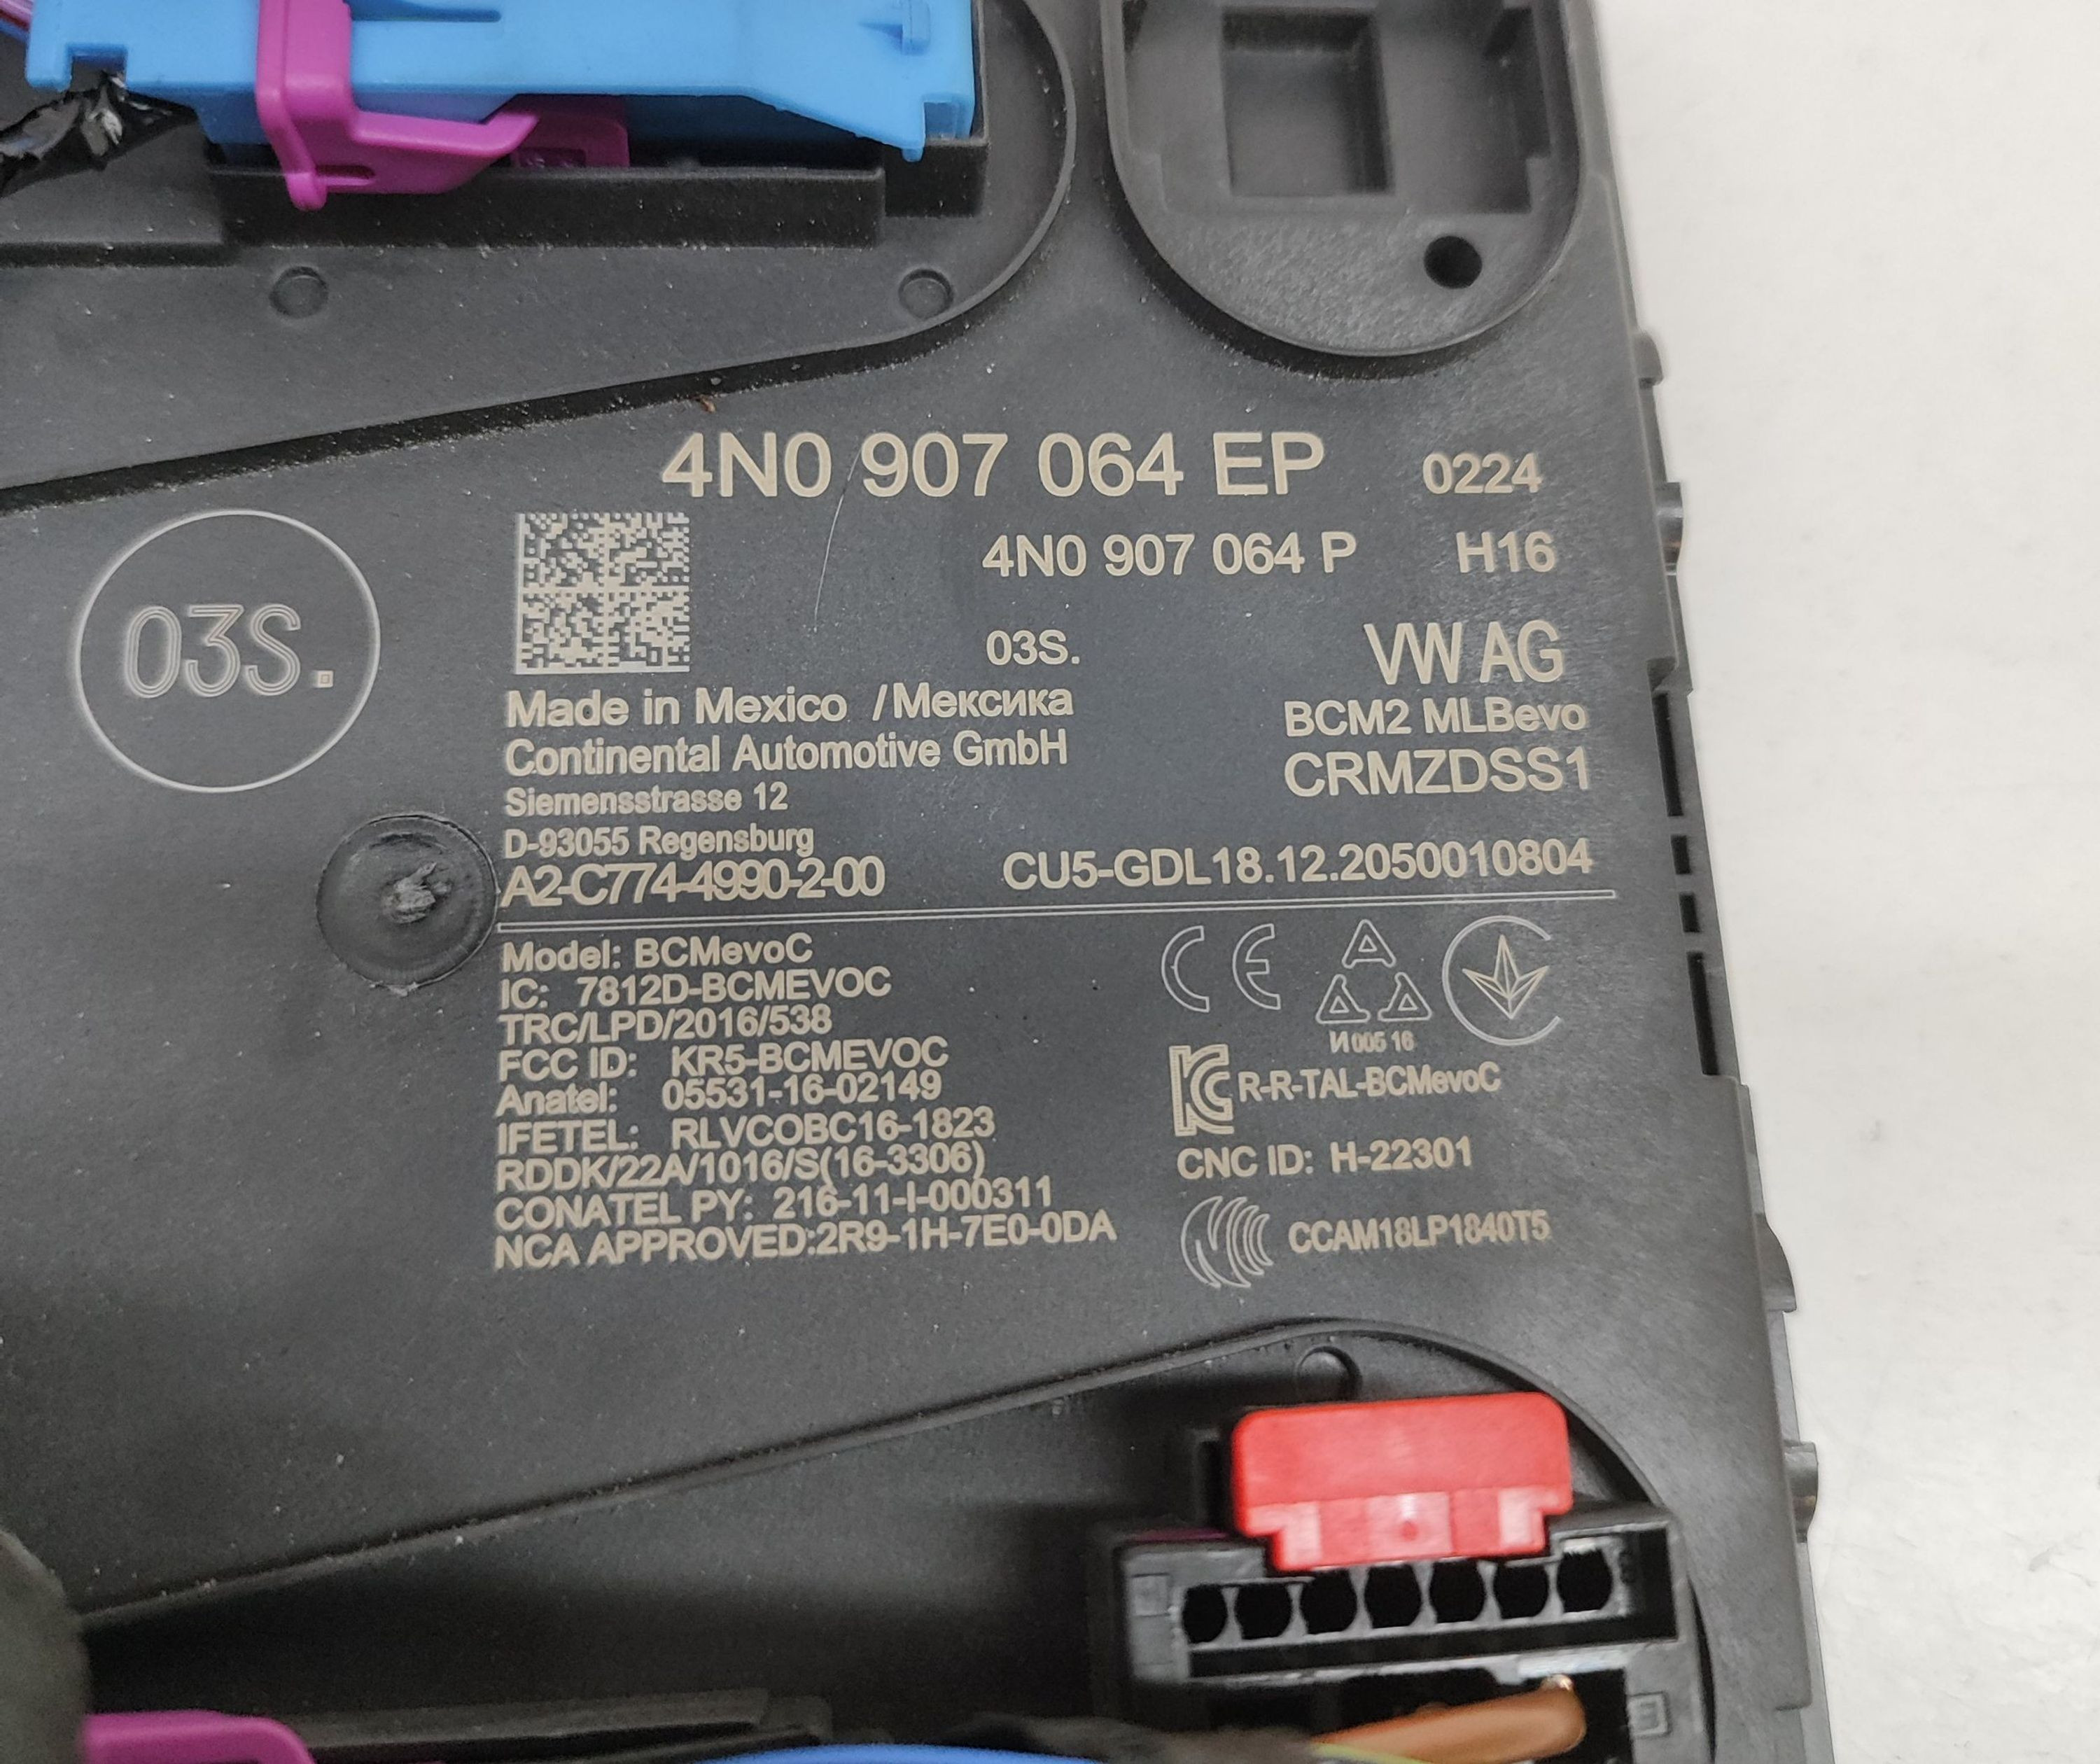 4N0 907 064 EP 0224
4N0 907 064 P H16
03S.
03S. VW AG
Made in Mexico /Мексика BCM2 MLBevo
Continental Automotive GmbH CRMZDSS1
Siemensstrasse 12
D-93055 Regensburg
A2-C774-4990-2-00 CU5-GDL18.12.2050010804
Model: BCMevoC
IC: 7812D-BCMEVOC
TRC/LPD/2016/538
FCC ID: KR5-BCMEVOC
Anatel: 05531-16-02149
IFETEL: RLVCOBC16-1823
RDDK/22A/1016/S(16-3306)
CONATEL PY: 216-11-I-000311
NCA APPROVED:2R9-1H-7E0-0DA
CE
И 005 16
R-R-TAL-BCMevoC
CNC ID: H-22301
CCAM18LP1840T5